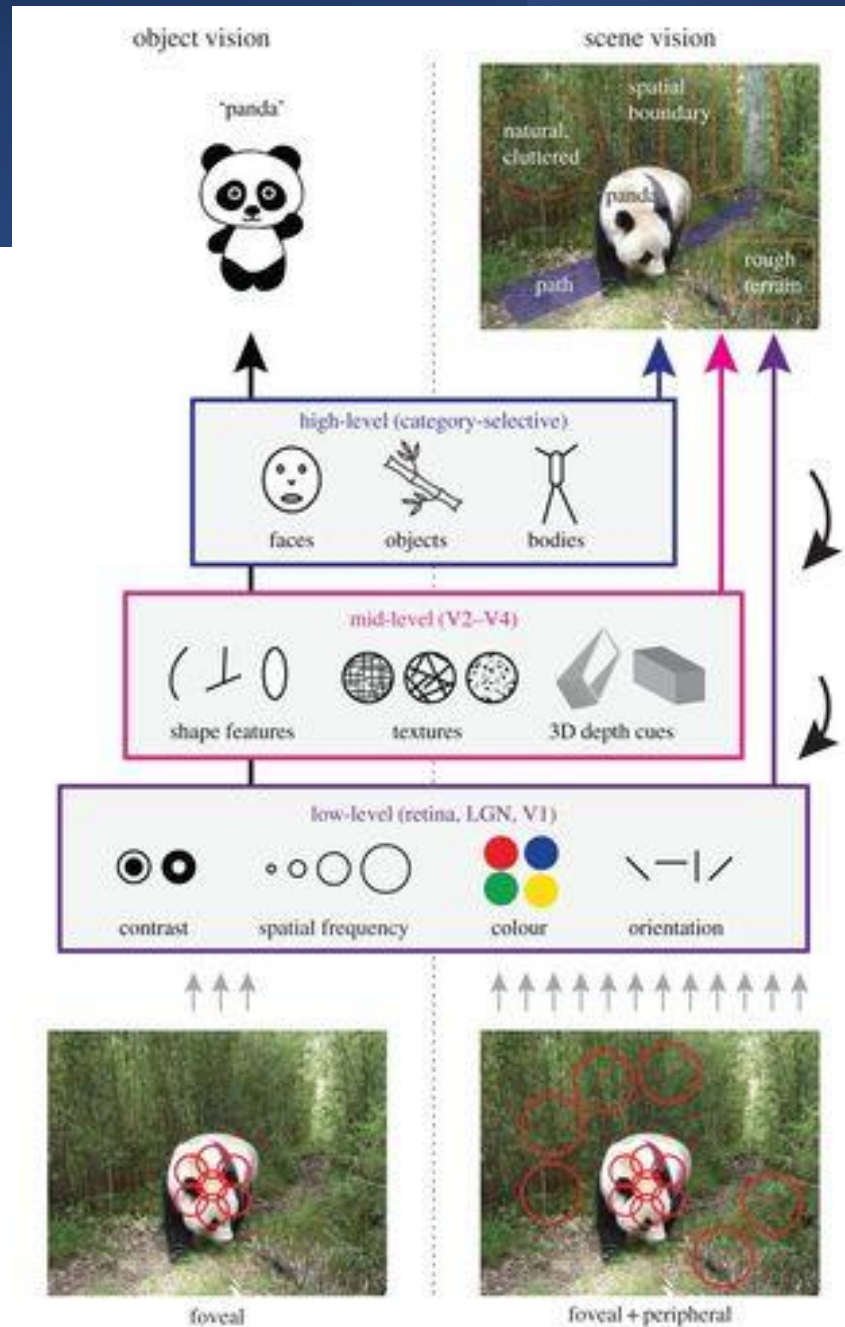 object vision
scene vision
"panda"
spatial
boundary
natural,
cluttered
panda
path
rough
terrain
high-level (category-selective)
faces
objects
bodies
mid-level (V2–V4)
shape features
textures
3D depth cues
low-level (retina, LGN, V1)
contrast
spatial frequency
colour
orientation
foveal
foveal + peripheral